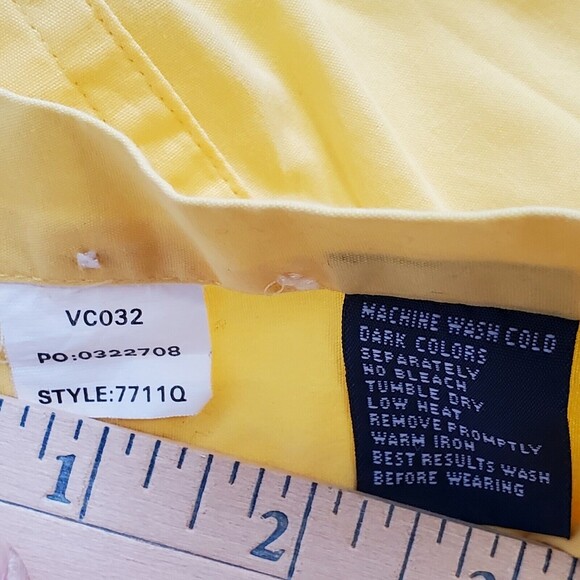 VC032
PO:0322708
STYLE:7711Q
MACHINE WASH COLD
DARK COLORS
SEPARATELY
NO BLEACH
TUMBLE DRY
LOW HEAT
REMOVE PROMPTLY
WARM IRON
BEST RESULTS WASH
BEFORE WEARING
1
2